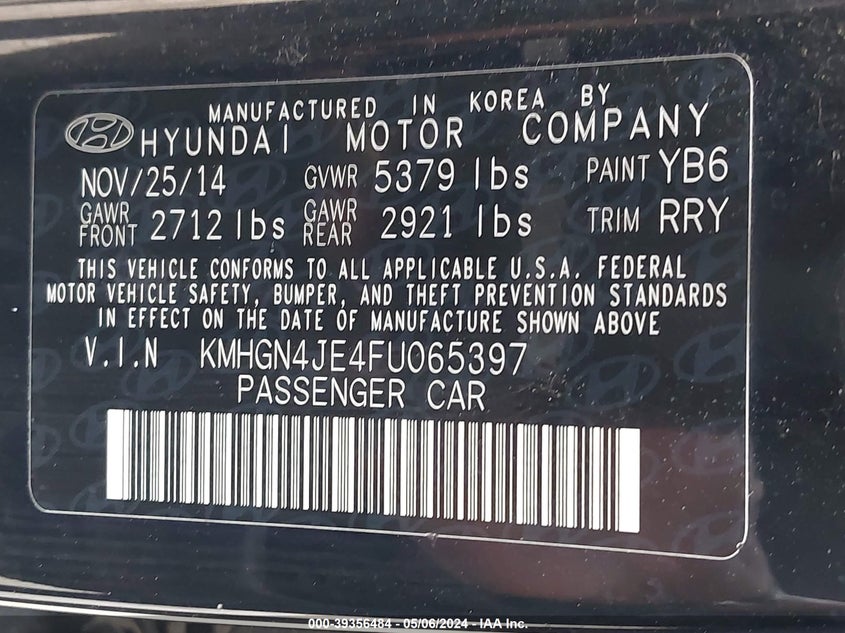 MANUFACTURED IN KOREA BY
HYUNDAI MOTOR COMPANY
NOV/25/14 GVWR 5379 lbs PAINT YB6
GAWR FRONT 2712 lbs GAWR REAR 2921 lbs TRIM RRY
THIS VEHICLE CONFORMS TO ALL APPLICABLE U.S.A. FEDERAL
MOTOR VEHICLE SAFETY, BUMPER, AND THEFT PREVENTION STANDARDS
IN EFFECT ON THE DATE OF MANUFACTURE SHOWN ABOVE
V.I.N KMHGN4JE4FU065397
PASSENGER CAR
000-39356484 - 05/06/2024 - IAA Inc.